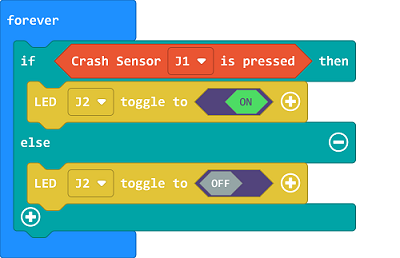 forever
if Crash Sensor J1 is pressed then
LED J2 toggle to ON
else
LED J2 toggle to OFF